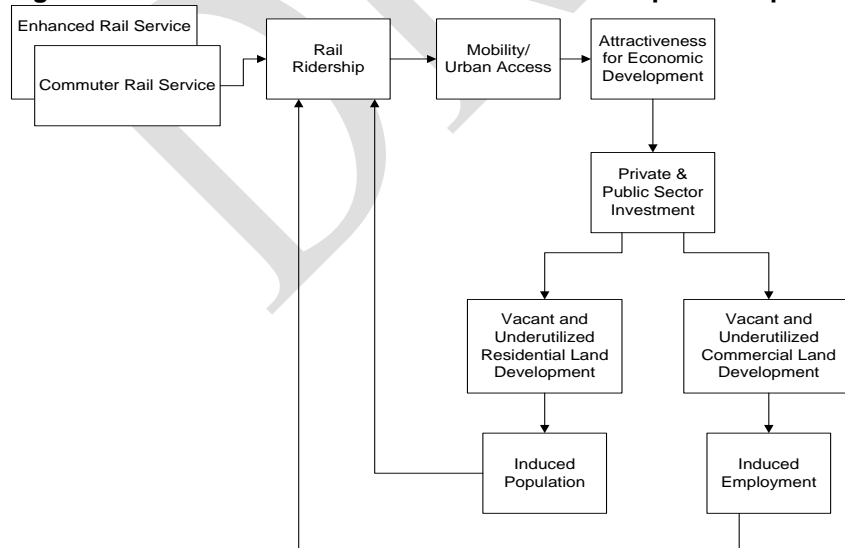 Enhanced Rail Service
Commuter Rail Service
Rail
Ridership
Mobility/
Urban Access
Attractiveness
for Economic
Development
Private &
Public Sector
Investment
Vacant and
Underutilized
Residential Land
Development
Vacant and
Underutilized
Commercial Land
Development
Induced
Population
Induced
Employment